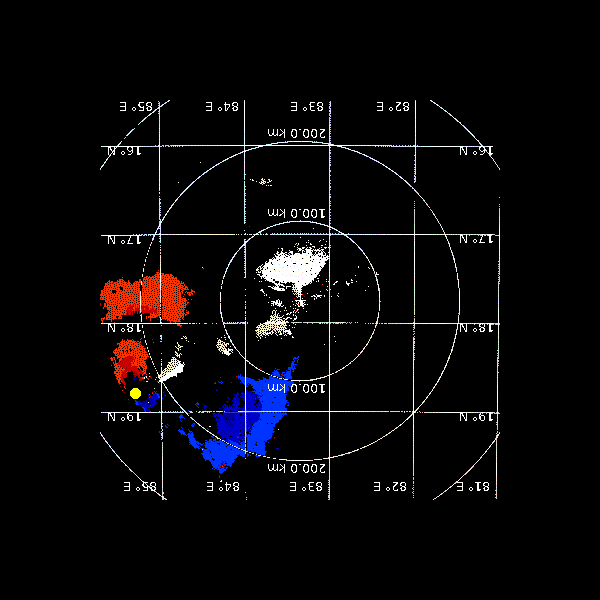 81° E 82° E 83° E 84° E 85° E
200.0 km
19° N 19° N
100.0 km
18° N 18° N
17° N 17° N
100.0 km
16° N 16° N
200.0 km
82° E 83° E 84° E 85° E